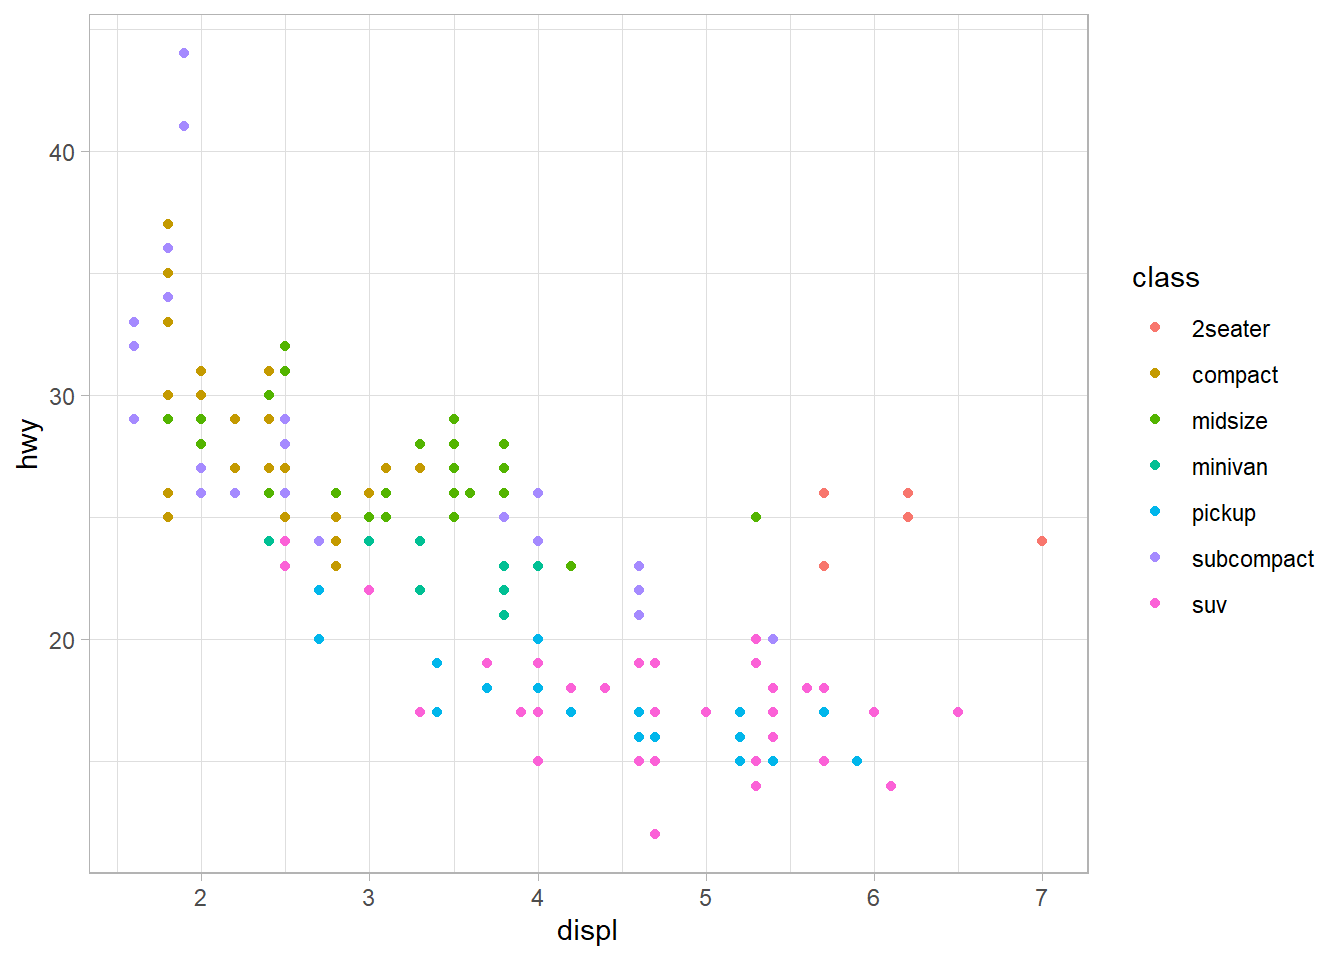 40
30
20
hwy
2
3
4
5
6
7
displ
class
2seater
compact
midsize
minivan
pickup
subcompact
suv